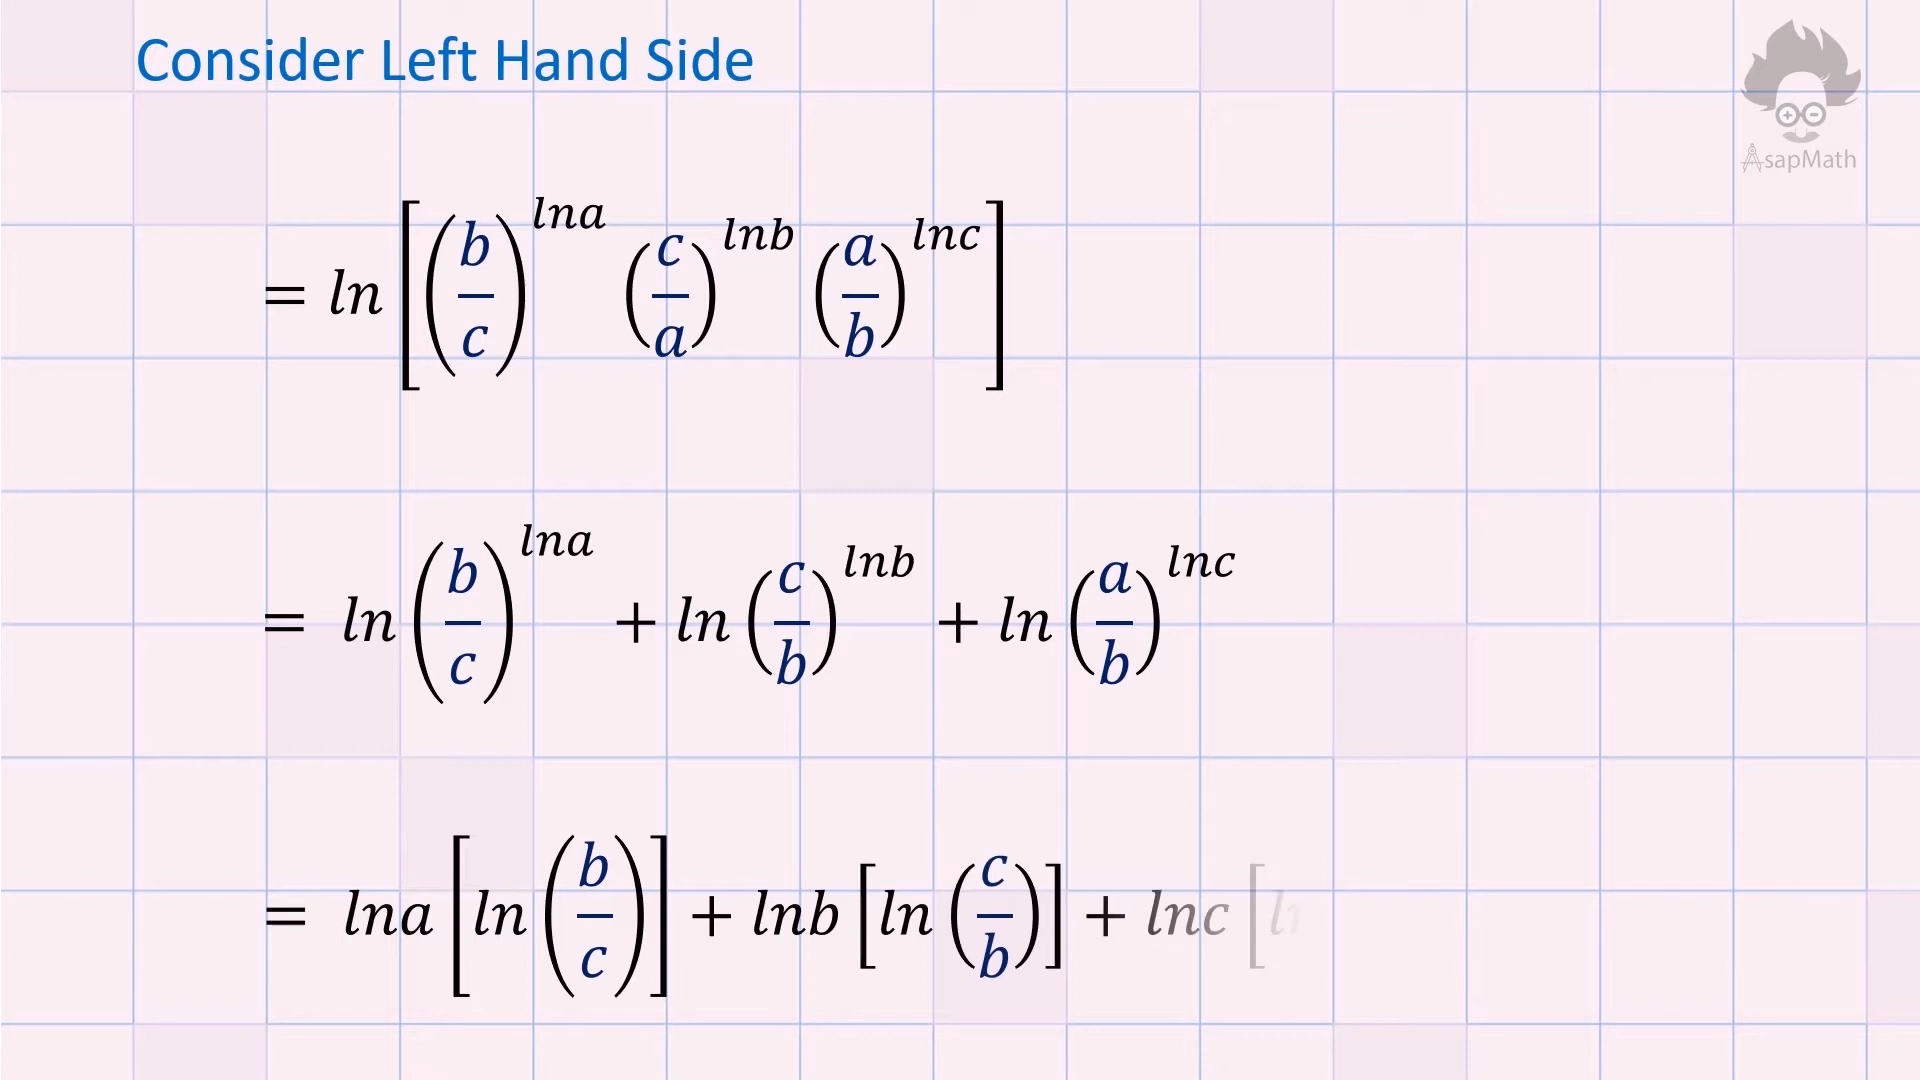 Consider Left Hand Side
AsapMath
= ln [(b/c)^lna (c/a)^lnb (a/b)^lnc]
= ln (b/c)^lna + ln (c/b)^lnb + ln (a/b)^lnc
= lna [ln (b/c)] + lnb [ln (c/b)] + lnc [